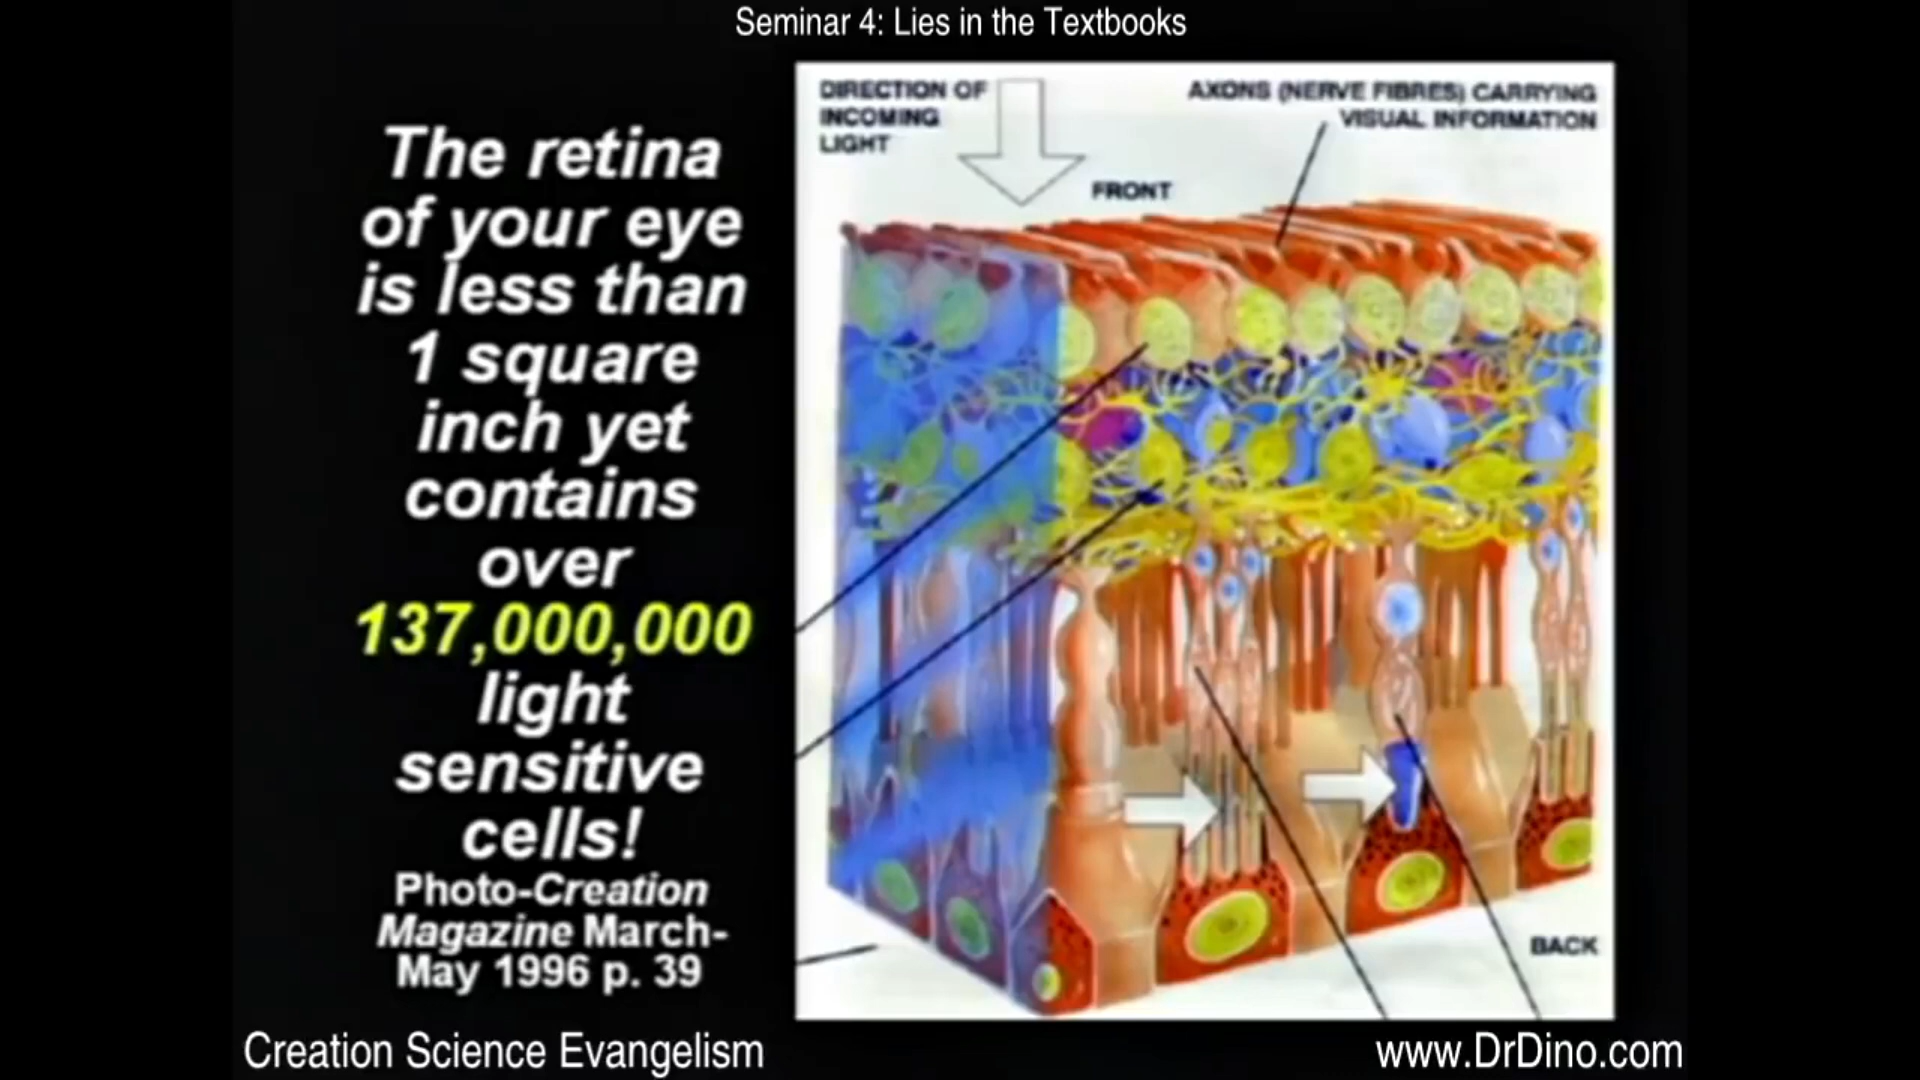 Seminar 4: Lies in the Textbooks
The retina
of your eye
is less than
1 square
inch yet
contains
over
137,000,000
light
sensitive
cells!
Photo-Creation
Magazine March-
May 1996 p. 39
DIRECTION OF
INCOMING
LIGHT
AXONS (NERVE FIBRES) CARRYING
VISUAL INFORMATION
FRONT
BACK
Creation Science Evangelism
www.DrDino.com